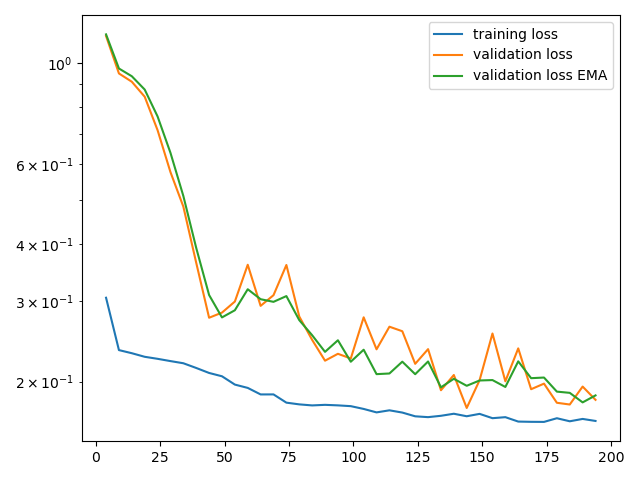 training loss
validation loss
validation loss EMA
10⁰
6 × 10⁻¹
4 × 10⁻¹
3 × 10⁻¹
2 × 10⁻¹
0 25 50 75 100 125 150 175 200